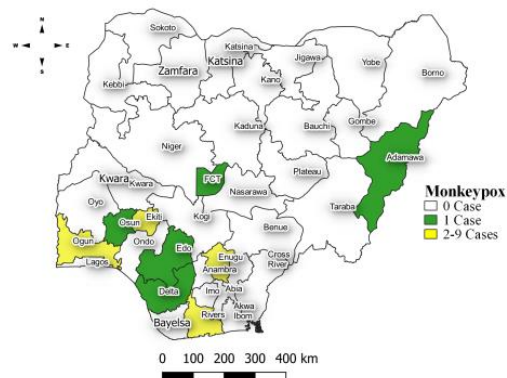 N
W E
S
Sokoto
Katsina
Zamfara
Katsina
Jigawa
Yobe
Borno
Kebbi
Kano
Kaduna
Bauchi
Gombe
Niger
Adamawa
FCT
Plateau
Kwara
Kwara
Nasarawa
Taraba
Oyo
Kogi
Osun
Ekiti
Benue
Ogun
Ondo
Edo
Enugu
Anambra
Cross
River
Lagos
Delta
Imo
Abia
Akwa
Ibom
Bayelsa
Rivers
Monkeypox
0 Case
1 Case
2-9 Cases
0 100 200 300 400 km